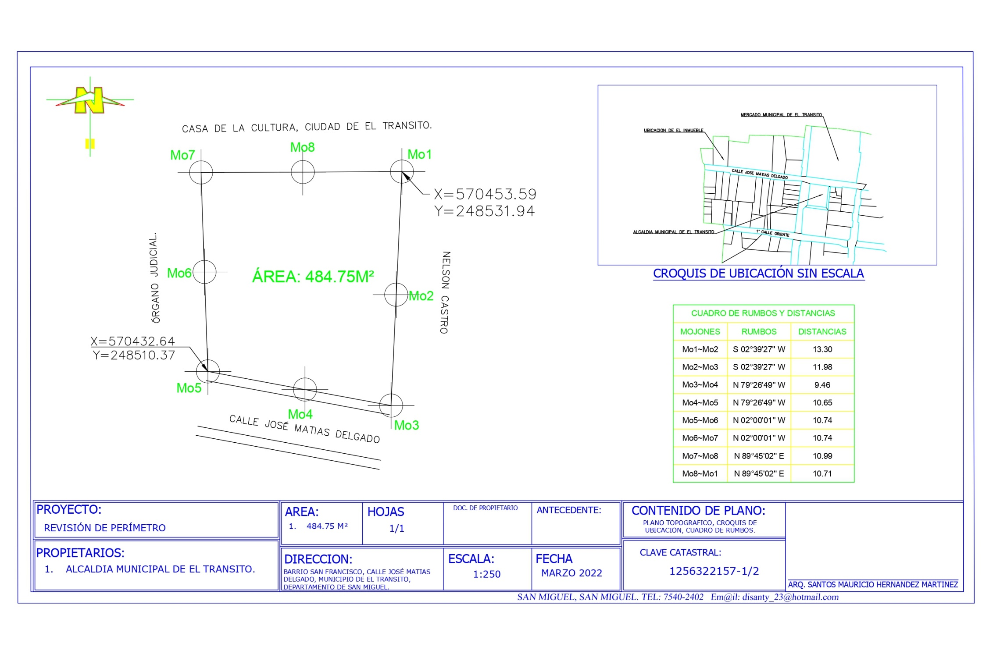 N
CASA DE LA CULTURA, CIUDAD DE EL TRANSITO.
Mo7
Mo8
Mo1
X=570453.59
Y=248531.94
ÓRGANO JUDICIAL.
Mo6
ÁREA: 484.75M²
Mo2
NELSON CASTRO
X=570432.64
Y=248510.37
Mo5
Mo4
Mo3
CALLE JOSÉ MATIAS DELGADO
MERCADO MUNICIPAL DE EL TRANSITO
UBICACION DE EL INMUEBLE
CALLE JOSE MATIAS DELGADO
ALCALDIA MUNICIPAL DE EL TRANSITO
1° CALLE ORIENTE
CROQUIS DE UBICACIÓN SIN ESCALA
CUADRO DE RUMBOS Y DISTANCIAS
MOJONES RUMBOS DISTANCIAS
Mo1~Mo2 S 02°39'27" W 13.30
Mo2~Mo3 S 02°39'27" W 11.98
Mo3~Mo4 N 79°26'49" W 9.46
Mo4~Mo5 N 79°26'49" W 10.65
Mo5~Mo6 N 02°00'01" W 10.74
Mo6~Mo7 N 02°00'01" W 10.74
Mo7~Mo8 N 89°45'02" E 10.99
Mo8~Mo1 N 89°45'02" E 10.71
PROYECTO:
REVISIÓN DE PERÍMETRO
PROPIETARIOS:
1. ALCALDIA MUNICIPAL DE EL TRANSITO.
AREA:
1. 484.75 M²
HOJAS
1/1
DOC. DE PROPIETARIO
ANTECEDENTE:
DIRECCION:
BARRIO SAN FRANCISCO, CALLE JOSÉ MATIAS
DELGADO, MUNICIPIO DE EL TRANSITO,
DEPARTAMENTO DE SAN MIGUEL.
ESCALA:
1:250
FECHA
MARZO 2022
CONTENIDO DE PLANO:
PLANO TOPOGRAFICO, CROQUIS DE
UBICACION, CUADRO DE RUMBOS.
CLAVE CATASTRAL:
1256322157-1/2
ARQ. SANTOS MAURICIO HERNANDEZ MARTINEZ
SAN MIGUEL, SAN MIGUEL. TEL: 7540-2402 Em@il: disanty_23@hotmail.com